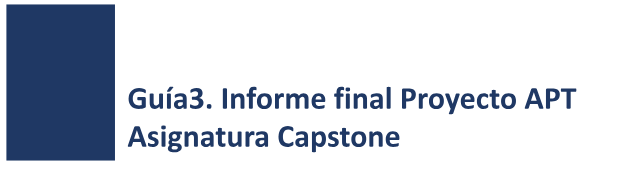 Guía3. Informe final Proyecto APT
Asignatura Capstone